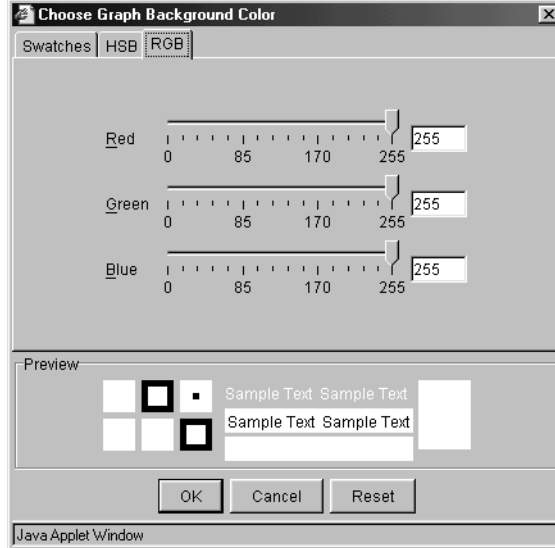 Choose Graph Background Color
Swatches HSB RGB
Red 255
0 85 170 255
Green 255
0 85 170 255
Blue 255
0 85 170 255
Preview
Sample Text Sample Text
Sample Text Sample Text
OK Cancel Reset
Java Applet Window